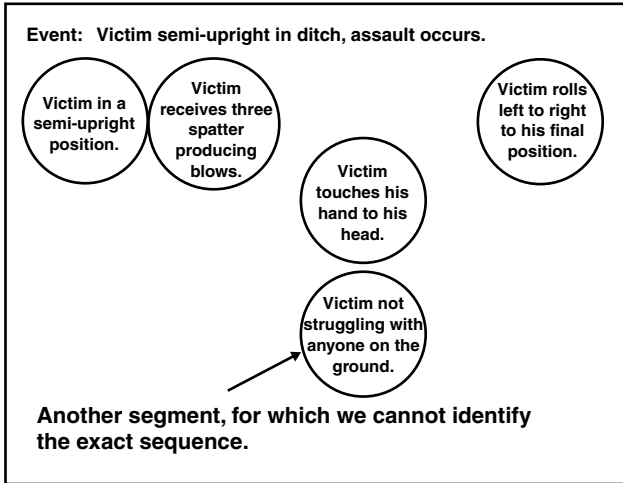 Event: Victim semi-upright in ditch, assault occurs.
Victim in a
semi-upright
position.
Victim
receives three
spatter
producing
blows.
Victim rolls
left to right
to his final
position.
Victim
touches his
hand to his
head.
Victim not
struggling with
anyone on the
ground.
Another segment, for which we cannot identify
the exact sequence.